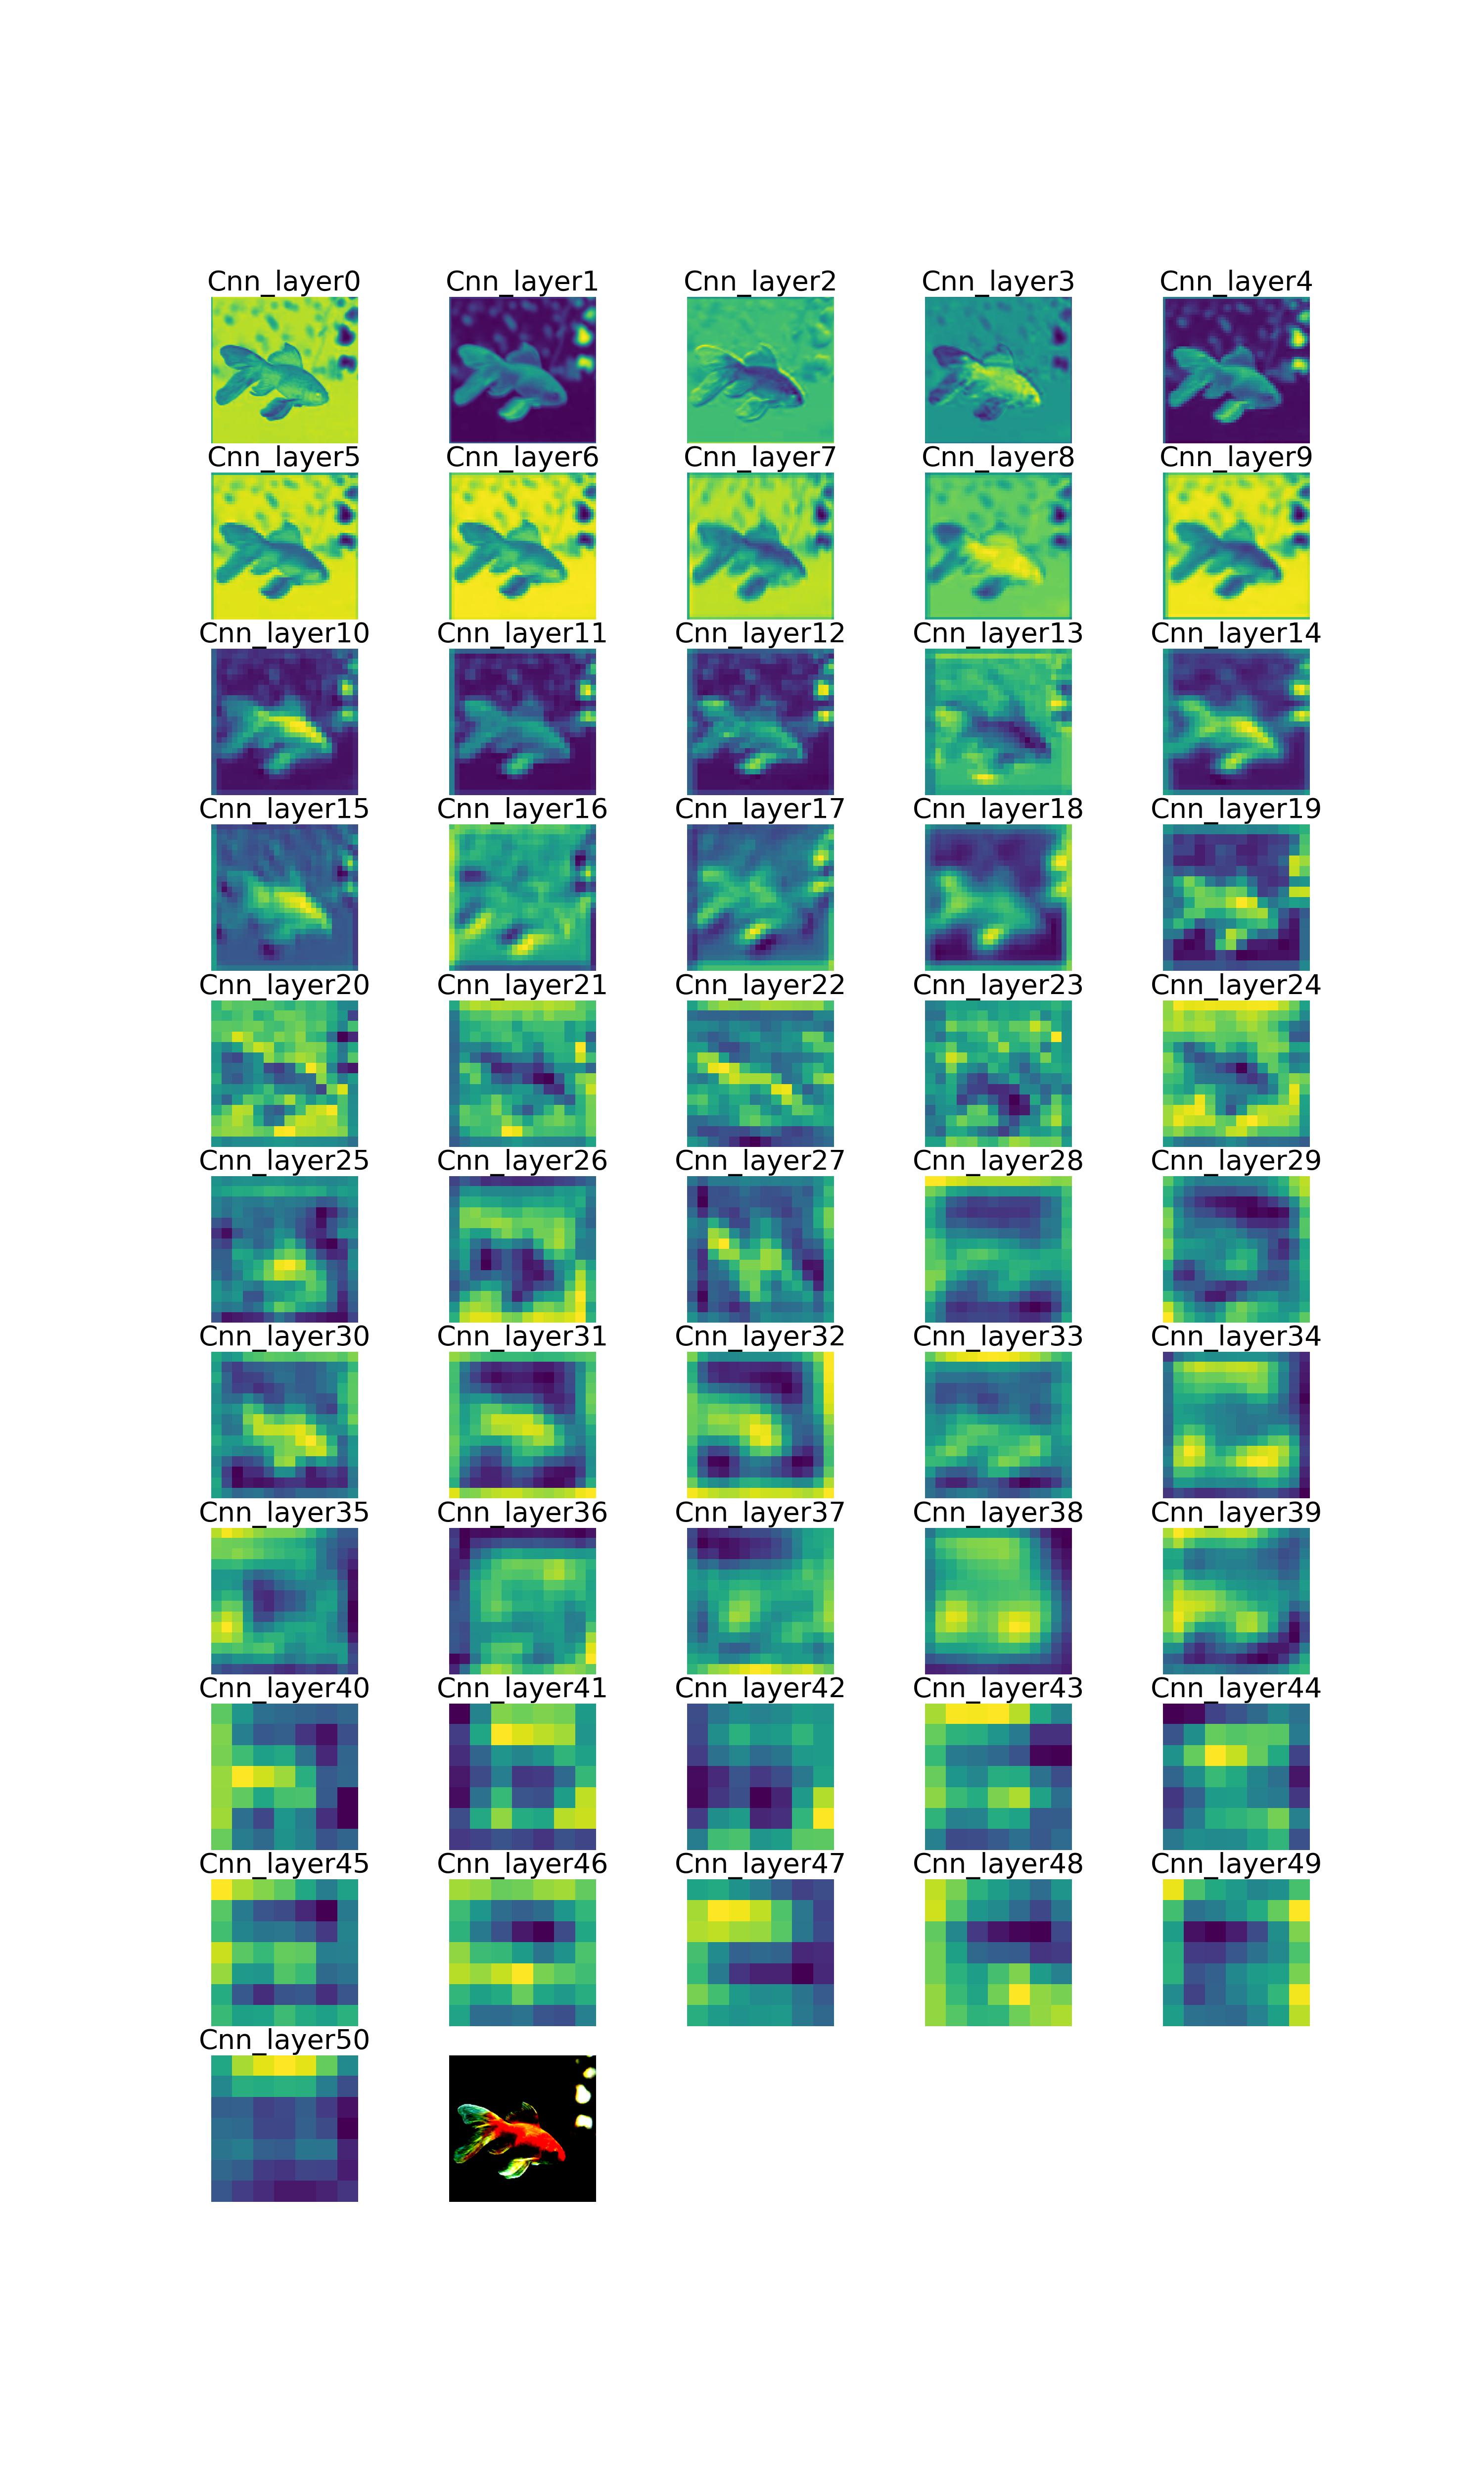 Cnn_layer0 Cnn_layer1 Cnn_layer2 Cnn_layer3 Cnn_layer4
Cnn_layer5 Cnn_layer6 Cnn_layer7 Cnn_layer8 Cnn_layer9
Cnn_layer10 Cnn_layer11 Cnn_layer12 Cnn_layer13 Cnn_layer14
Cnn_layer15 Cnn_layer16 Cnn_layer17 Cnn_layer18 Cnn_layer19
Cnn_layer20 Cnn_layer21 Cnn_layer22 Cnn_layer23 Cnn_layer24
Cnn_layer25 Cnn_layer26 Cnn_layer27 Cnn_layer28 Cnn_layer29
Cnn_layer30 Cnn_layer31 Cnn_layer32 Cnn_layer33 Cnn_layer34
Cnn_layer35 Cnn_layer36 Cnn_layer37 Cnn_layer38 Cnn_layer39
Cnn_layer40 Cnn_layer41 Cnn_layer42 Cnn_layer43 Cnn_layer44
Cnn_layer45 Cnn_layer46 Cnn_layer47 Cnn_layer48 Cnn_layer49
Cnn_layer50